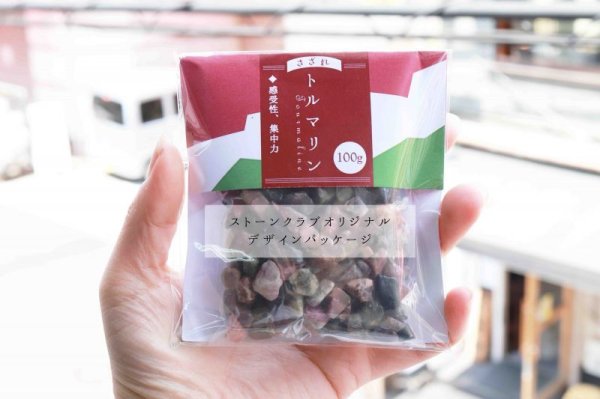 さざれ
トルマリン
Tourmaline
◆感受性、集中力
100g
ストーンクラブオリジナル
デザインパッケージ